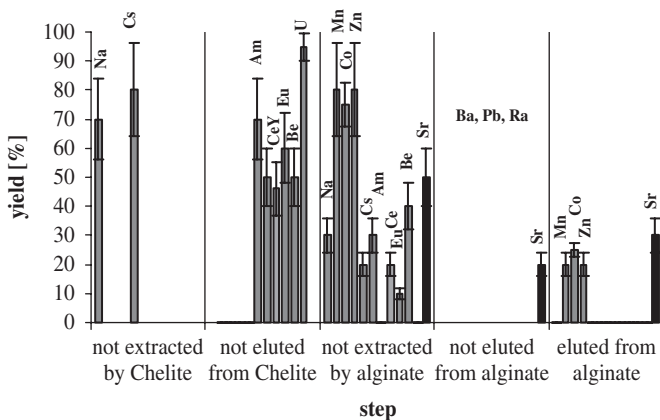 yield [%]
100
90
80
70
60
50
40
30
20
10
0
Na
Cs
Am
CeY
Eu
Be
U
Na
Mn
Co
Zn
Cs
Am
Ce
Eu
Be
Sr
Ba, Pb, Ra
Sr
Mn
Co
Zn
Sr
not extracted
by Chelite
not eluted
from Chelite
not extracted
by alginate
not eluted
from alginate
eluted from
alginate
step